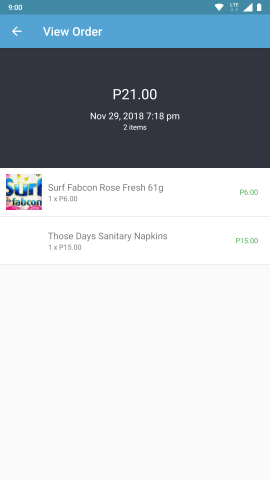 9:00
LTE
View Order
P21.00
Nov 29, 2018 7:18 pm
2 items
Surf
fabcon
Surf Fabcon Rose Fresh 61g
1 x P6.00
P6.00
Those Days Sanitary Napkins
1 x P15.00
P15.00